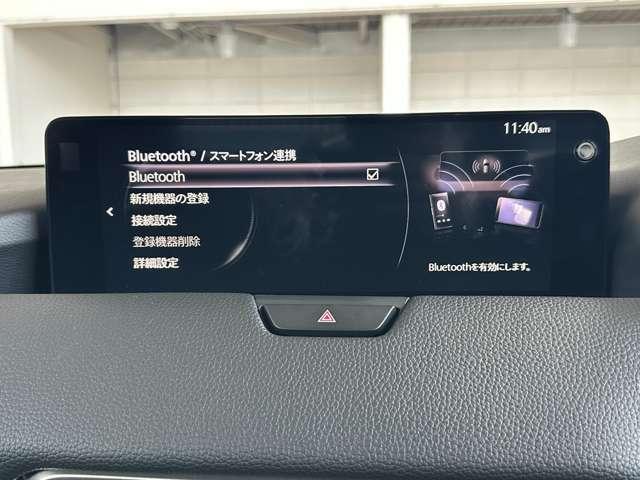 11:40am
Bluetooth® / スマートフォン連携
Bluetooth
新規機器の登録
接続設定
登録機器削除
詳細設定
Bluetoothを有効にします。